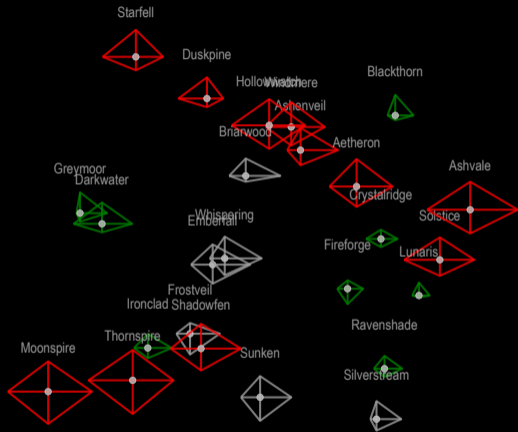 Starfell
Duskpine
Blackthorn
Windmere
Ashenveil
Briarwood
Aetheron
Greymoor
Darkwater
Ashvale
Crystalridge
Solstice
Whispering
Emberfall
Fireforge
Lunaris
Frostveil
Ironclad
Shadowfen
Ravenshade
Thornspire
Moonspire
Sunken
Silverstream